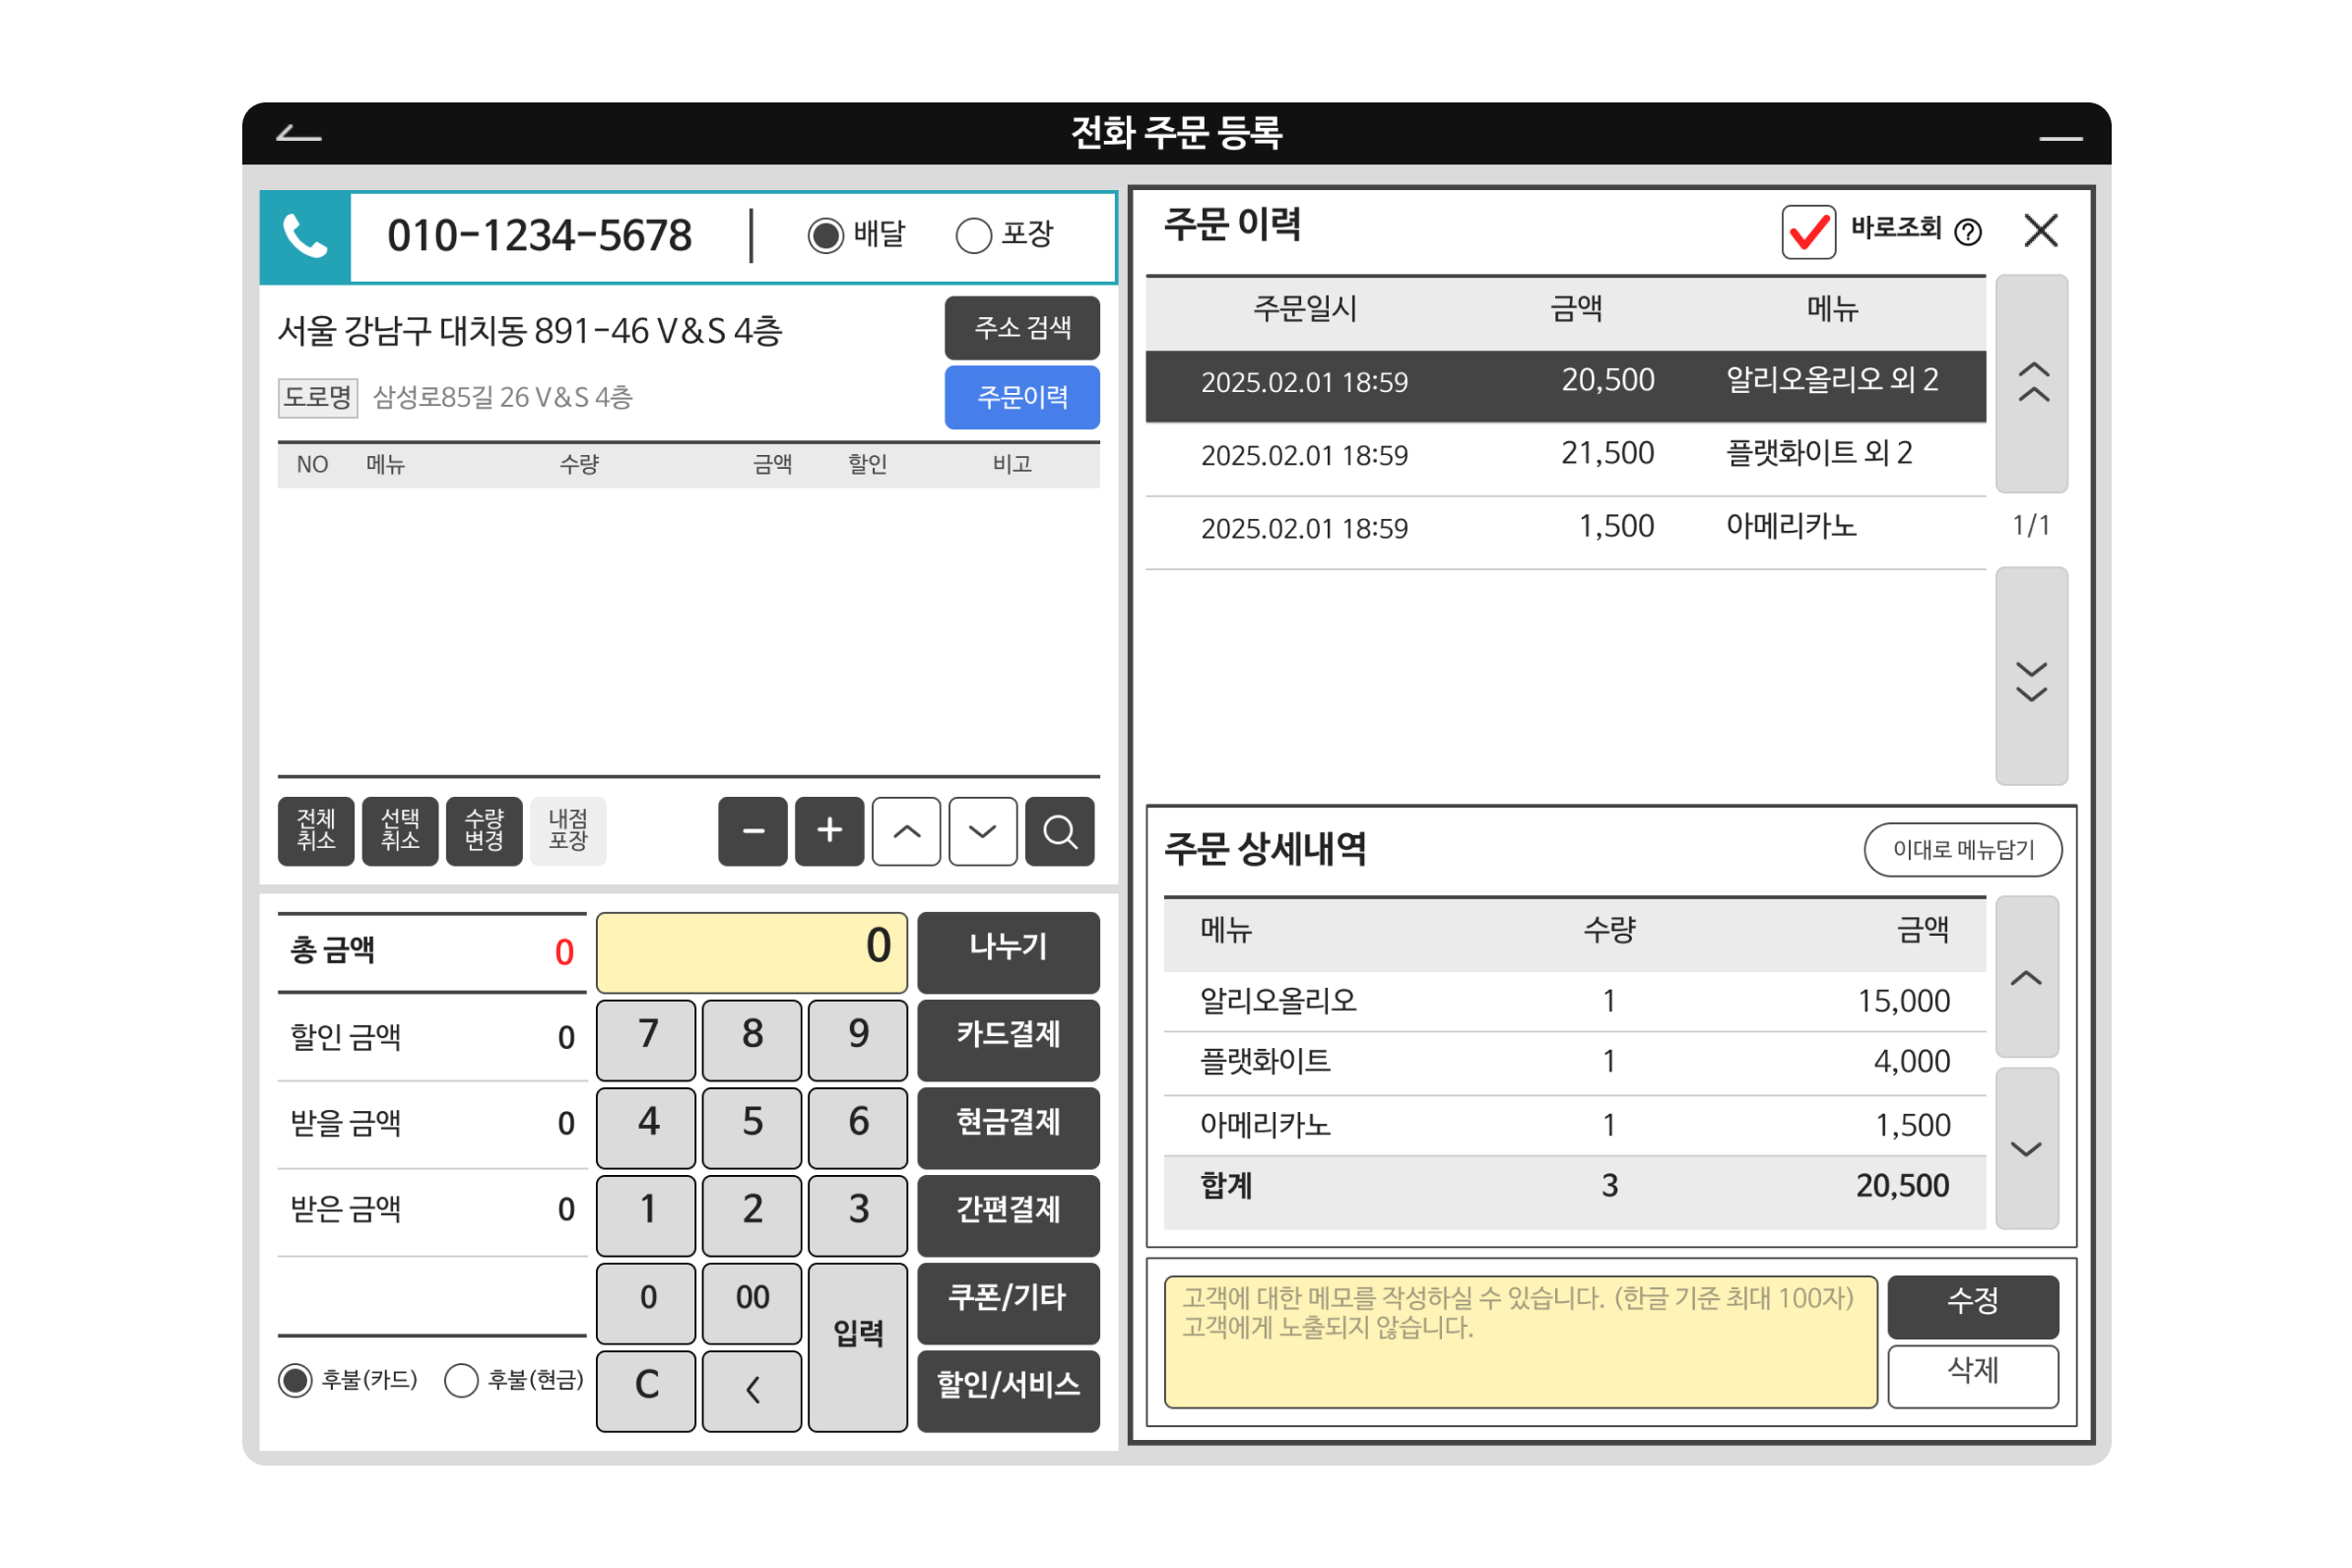 전화 주문 등록
010-1234-5678 | 배달 포장
서울 강남구 대치동 891-46 V&S 4층
주소 검색
도로명 삼성로85길 26 V&S 4층
주문이력
NO 메뉴 수량 금액 할인 비고
전체 취소
선택 취소
수량 변경
내점 포장
- +
총 금액 0
할인 금액 0
받을 금액 0
받은 금액 0
후불(카드) 후불(현금)
0
7 8 9
4 5 6
1 2 3
0 00 입력
C
나누기
카드결제
현금결제
간편결제
쿠폰/기타
할인/서비스
주문 이력
바로조회 ?
주문일시 금액 메뉴
2025.02.01 18:59 20,500 알리오올리오 외 2
2025.02.01 18:59 21,500 플랫화이트 외 2
2025.02.01 18:59 1,500 아메리카노
1/1
주문 상세내역
이대로 메뉴담기
메뉴 수량 금액
알리오올리오 1 15,000
플랫화이트 1 4,000
아메리카노 1 1,500
합계 3 20,500
고객에 대한 메모를 작성하실 수 있습니다. (한글 기준 최대 100자)
고객에게 노출되지 않습니다.
수정
삭제